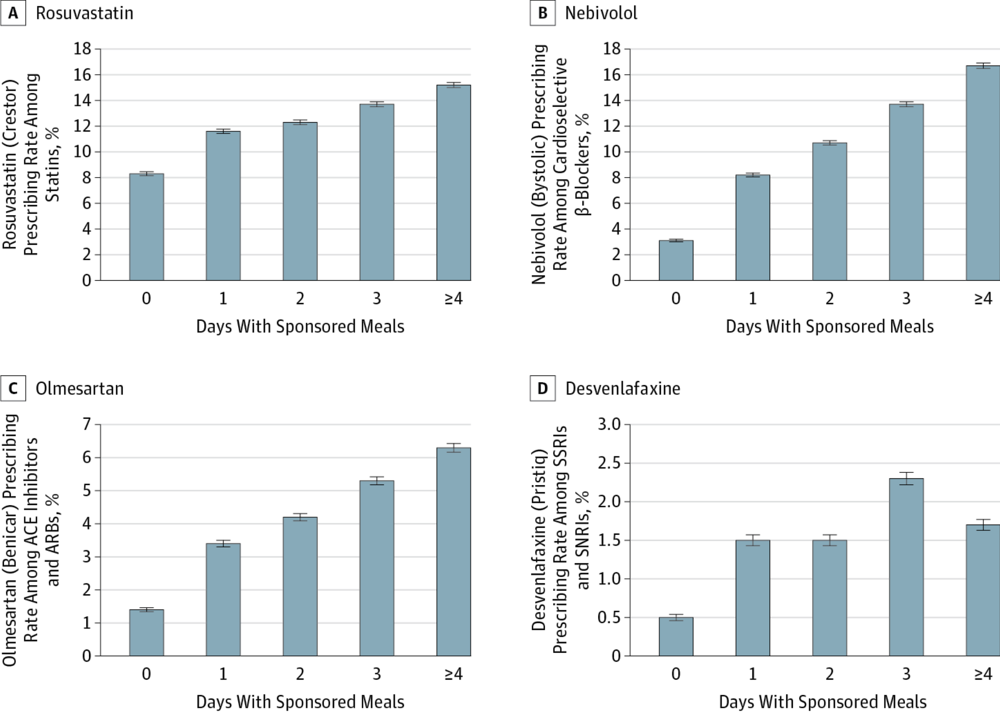 A Rosuvastatin
Rosuvastatin (Crestor)
Prescribing Rate Among
Statins, %
18
16
14
12
10
8
6
4
2
0
0 1 2 3 ≥4
Days With Sponsored Meals
B Nebivolol
Nebivolol (Bystolic) Prescribing
Rate Among Cardioselective
β-Blockers, %
18
16
14
12
10
8
6
4
2
0
0 1 2 3 ≥4
Days With Sponsored Meals
C Olmesartan
Olmesartan (Benicar) Prescribing
Rate Among ACE Inhibitors
and ARBs, %
7
6
5
4
3
2
1
0
0 1 2 3 ≥4
Days With Sponsored Meals
D Desvenlafaxine
Desvenlafaxine (Pristiq)
Prescribing Rate Among SSRIs
and SNRIs, %
3.0
2.5
2.0
1.5
1.0
0.5
0
0 1 2 3 ≥4
Days With Sponsored Meals